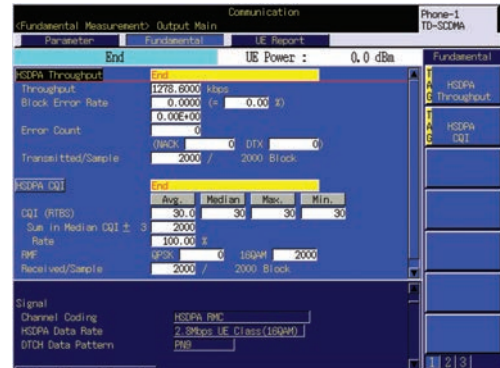 Communication
Phone-1
TD-SCDMA
<Fundamental Measurement> Output Main
Parameter Fundamental UE Report
End UE Power : 0.0 dBm Fundamental
HSDPA Throughput End
Throughput 1278.6000 kbps
Block Error Rate 0.0000 (= 0.00 %)
0.00E+00
Error Count 0
(NACK 0 DTX 0)
Transmitted/Sample 2000 / 2000 Block
TAG HSDPA Throughput
TAG HSDPA CQI
HSDPA CQI End
Avg. Median Max. Min.
CQI (RTBS) 30.0 30 30 30
Sum in Median CQI ± 3 2000
Rate 100.00 %
RMF QPSK 0 16QAM 2000
Received/Sample 2000 / 2000 Block
Signal
Channel Coding HSDPA RMC
HSDPA Data Rate 2.8Mbps UE Class(16QAM)
DTCH Data Pattern PN9
1 2 3